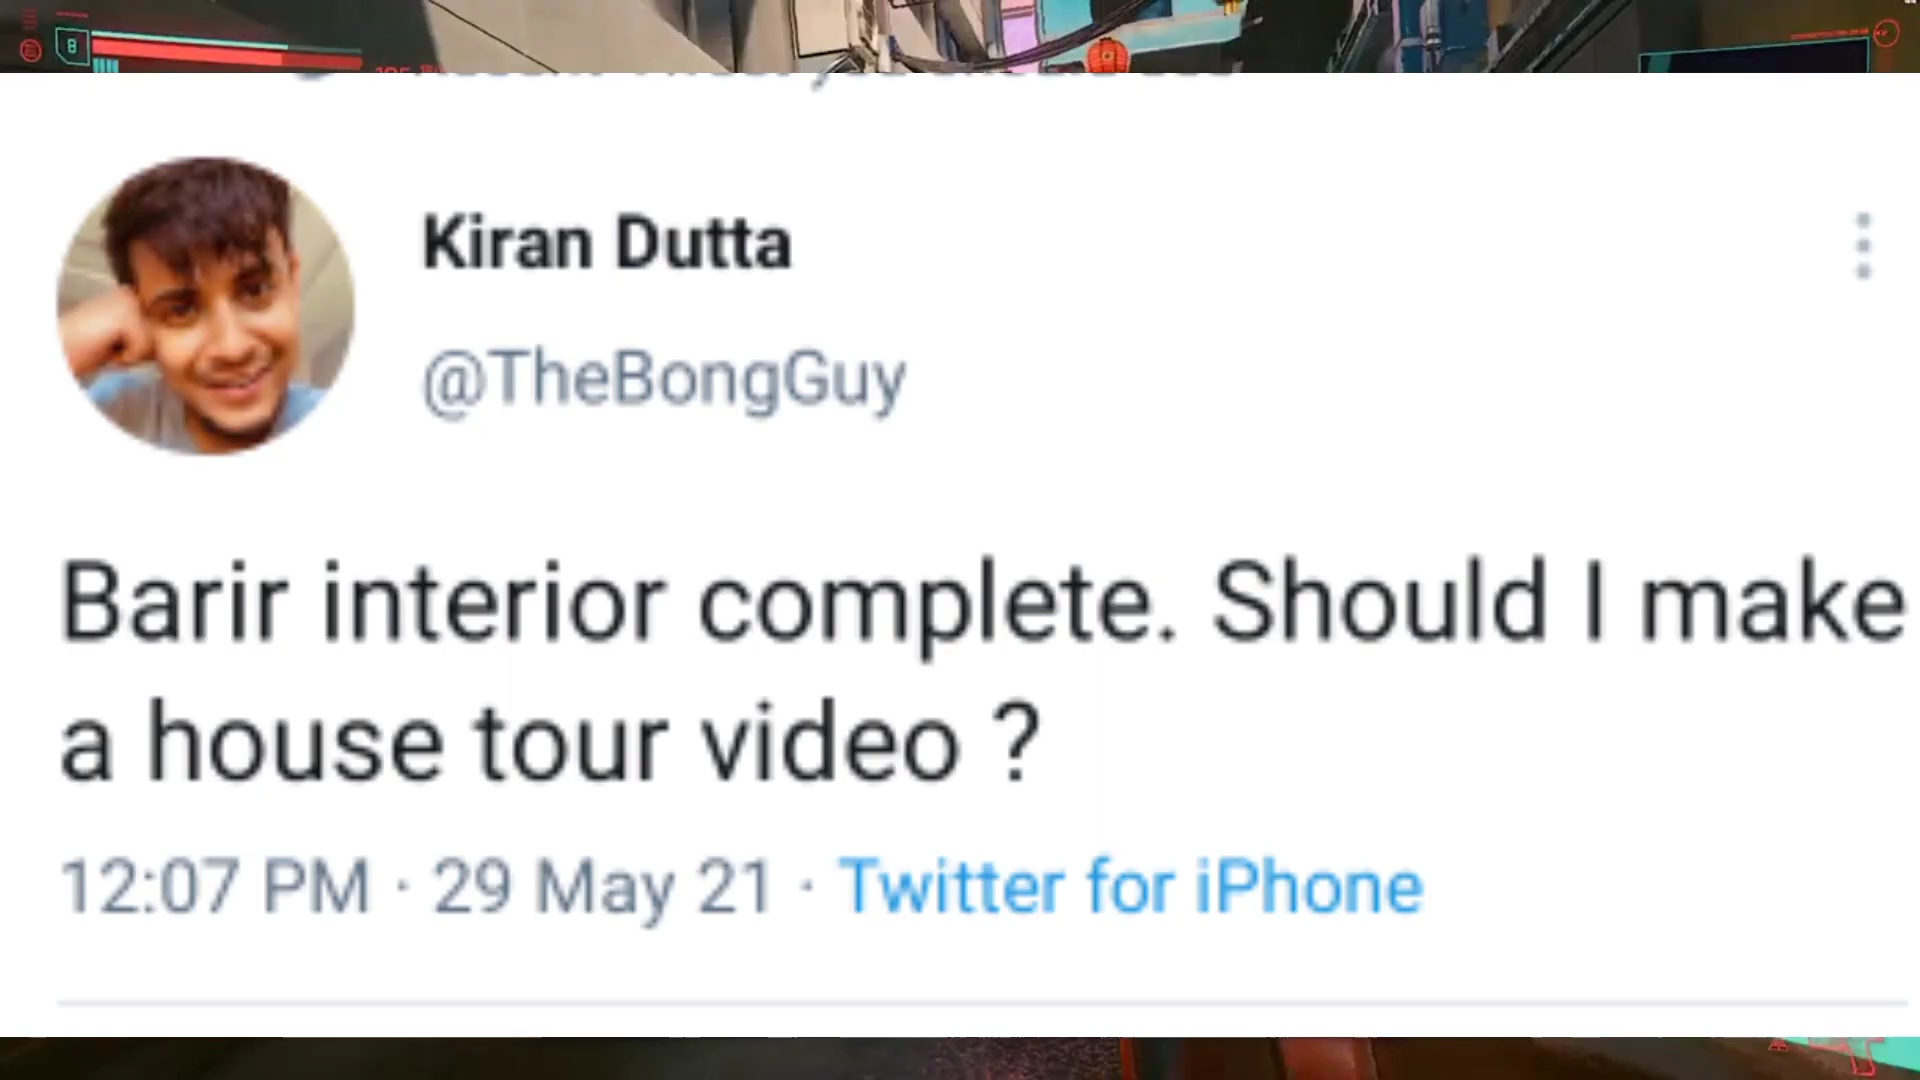 8
Kiran Dutta
@TheBongGuy
Barir interior complete. Should I make
a house tour video ?
12:07 PM · 29 May 21 · Twitter for iPhone